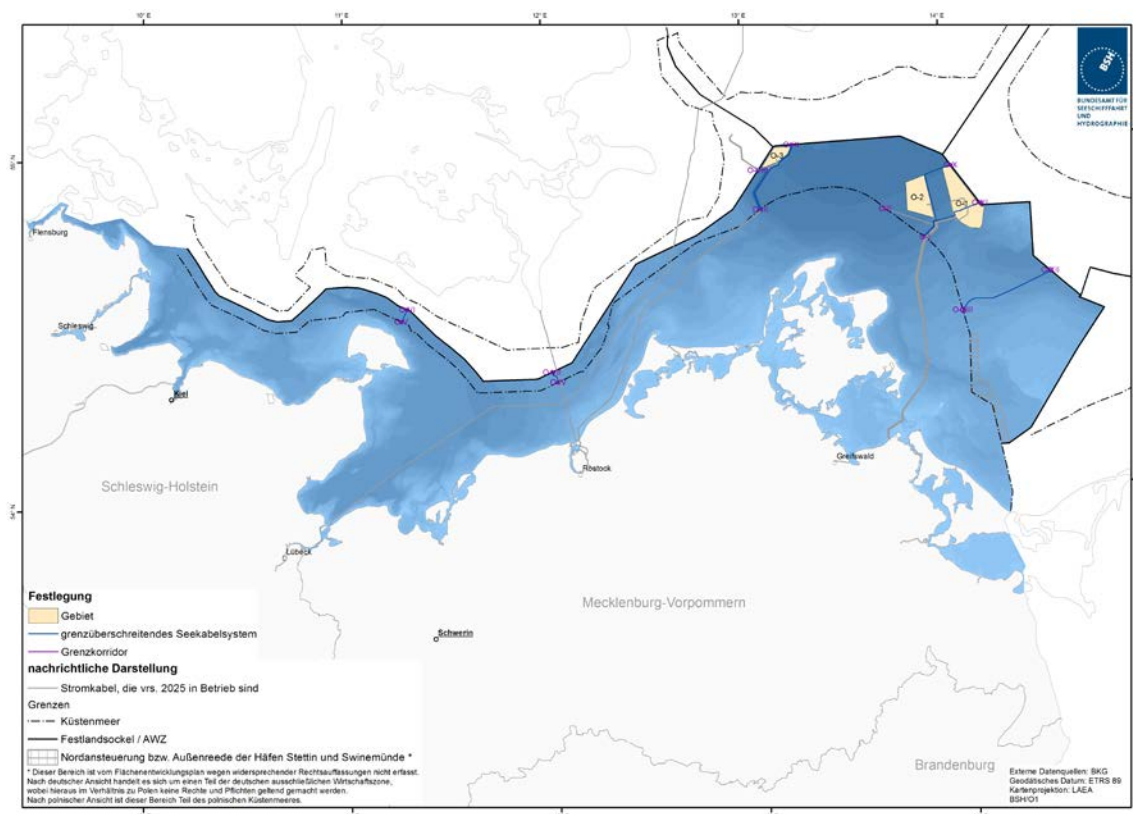 10° E
11° E
12° E
13° E
14° E
BSH
BUNDESAMT FÜR
SEESCHIFFFAHRT
UND
HYDROGRAPHIE
55° N
O-3
O-2
O-1
Flensburg
Schleswig
Kiel
Rostock
Greifswald
Schleswig-Holstein
54° N
Lübeck
Mecklenburg-Vorpommern
Schwerin
Brandenburg
Festlegung
Gebiet
grenzüberschreitendes Seekabelsystem
Grenzkorridor
nachrichtliche Darstellung
Stromkabel, die vrs. 2025 in Betrieb sind
Grenzen
Küstenmeer
Festlandsockel / AWZ
Nordansteuerung bzw. Außenreede der Häfen Stettin und Swinemünde *
* Dieser Bereich ist vom Flächenentwicklungsplan wegen widersprechender Rechtsauffassungen nicht erfasst.
Nach deutscher Ansicht handelt es sich um einen Teil der deutschen ausschließlichen Wirtschaftszone,
wobei hieraus im Verhältnis zu Polen keine Rechte und Pflichten geltend gemacht werden.
Nach polnischer Ansicht ist dieser Bereich Teil des polnischen Küstenmeeres.
Externe Datenquellen: BKG
Geodätisches Datum: ETRS 89
Kartenprojektion: LAEA
BSH/O1